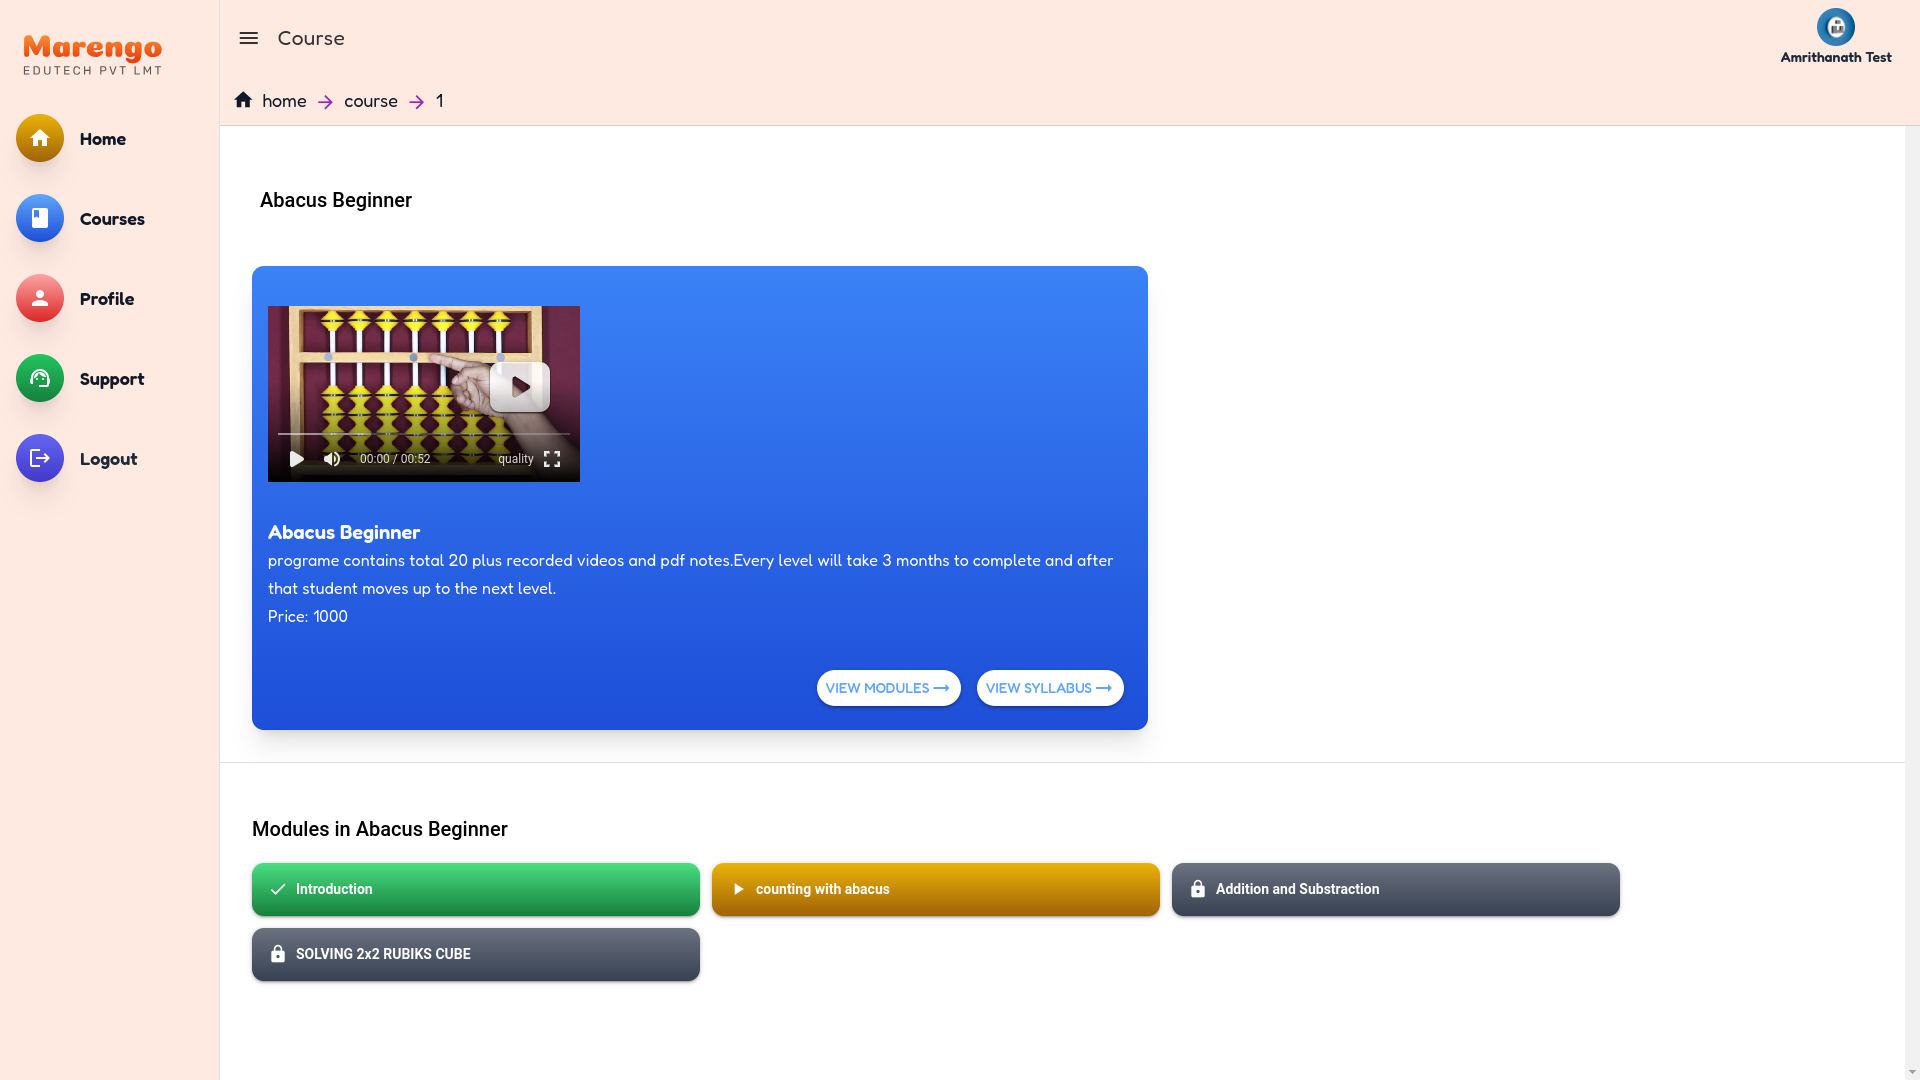 Marengo
EDUTECH PVT LMT
Course
Amrithanath Test
home course 1
Home
Courses
Profile
Support
Logout
Abacus Beginner
00:00 / 00:52 quality
Abacus Beginner
programe contains total 20 plus recorded videos and pdf notes.Every level will take 3 months to complete and after
that student moves up to the next level.
Price: 1000
VIEW MODULES VIEW SYLLABUS
Modules in Abacus Beginner
Introduction counting with abacus Addition and Substraction
SOLVING 2x2 RUBIKS CUBE